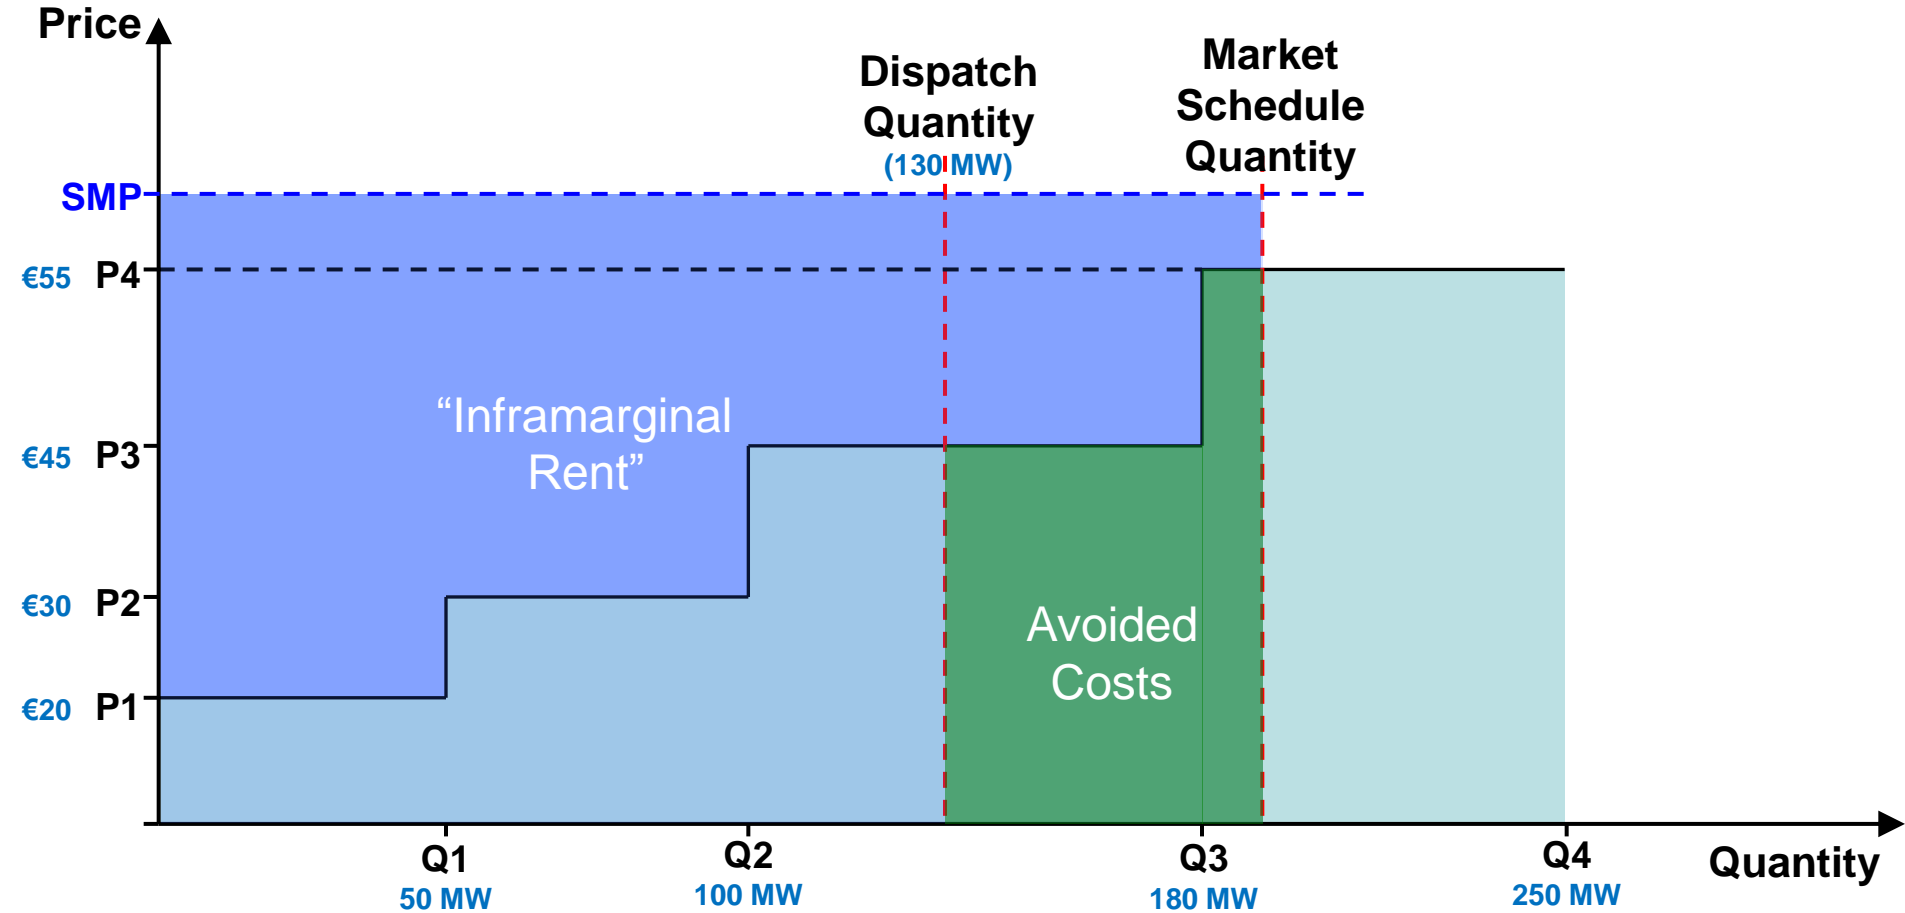 Price
Dispatch
Quantity
(130 MW)
Market
Schedule
Quantity
SMP
€55 P4
€45 P3
€30 P2
€20 P1
“Inframarginal
Rent”
Avoided
Costs
Q1
50 MW
Q2
100 MW
Q3
180 MW
Q4
250 MW
Quantity